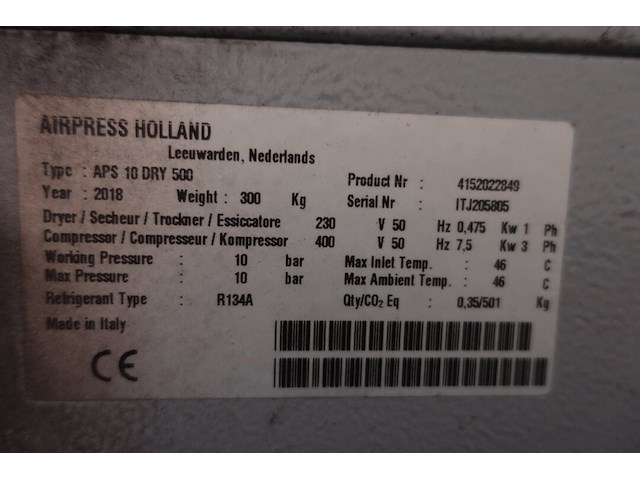 AIRPRESS HOLLAND
Leeuwarden, Nederlands
Type : APS 10 DRY 500
Product Nr : 4152022849
Year : 2018 Weight : 300 Kg
Serial Nr : ITJ205805
Dryer / Secheur / Trockner / Essiccatore 230 V 50 Hz 0,475 Kw 1 Ph
Compressor / Compresseur / Kompressor 400 V 50 Hz 7,5 Kw 3 Ph
Working Pressure : 10 bar Max Inlet Temp. : 46 C
Max Pressure : 10 bar Max Ambient Temp. : 46 C
Refrigerant Type : R134A Qty/CO₂ Eq : 0,35/501 Kg
Made in Italy
CE